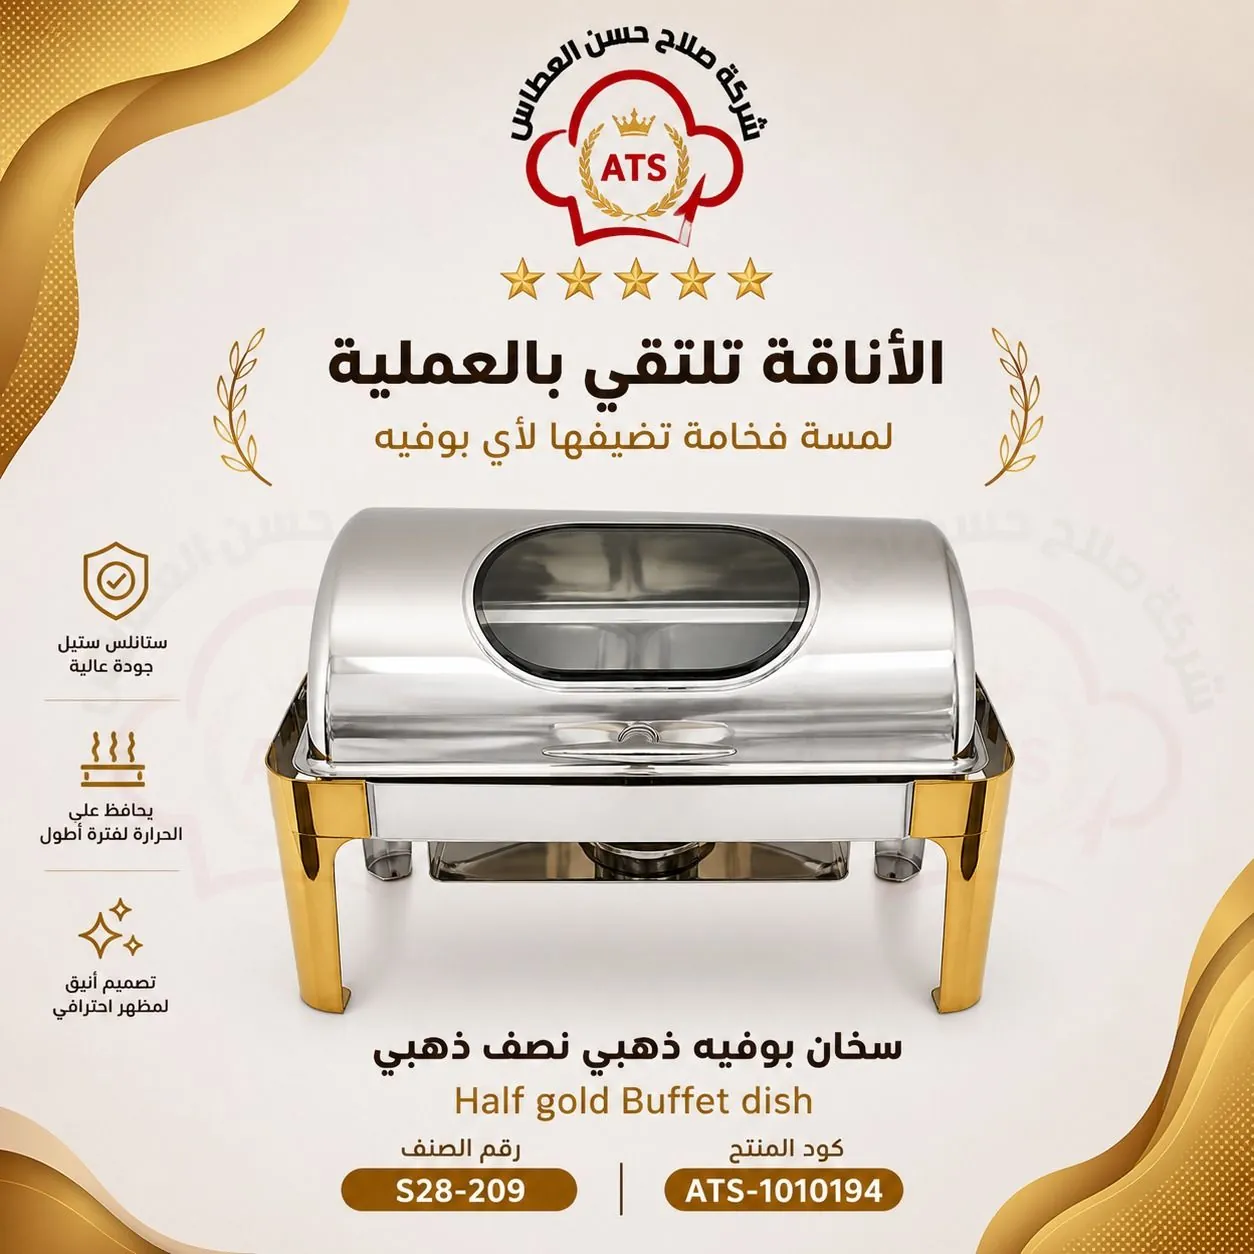 شركة صلاح حسن العطاس
ATS
الأناقة تلتقي بالعملية
لمسة فخامة تضيفها لأي بوفيه
ستانلس ستيل
جودة عالية
يحافظ على
الحرارة لفترة أطول
تصميم أنيق
لمظهر احترافي
سخان بوفيه ذهبي نصف ذهبي
Half gold Buffet dish
كود المنتج
ATS-1010194
رقم الصنف
S28-209